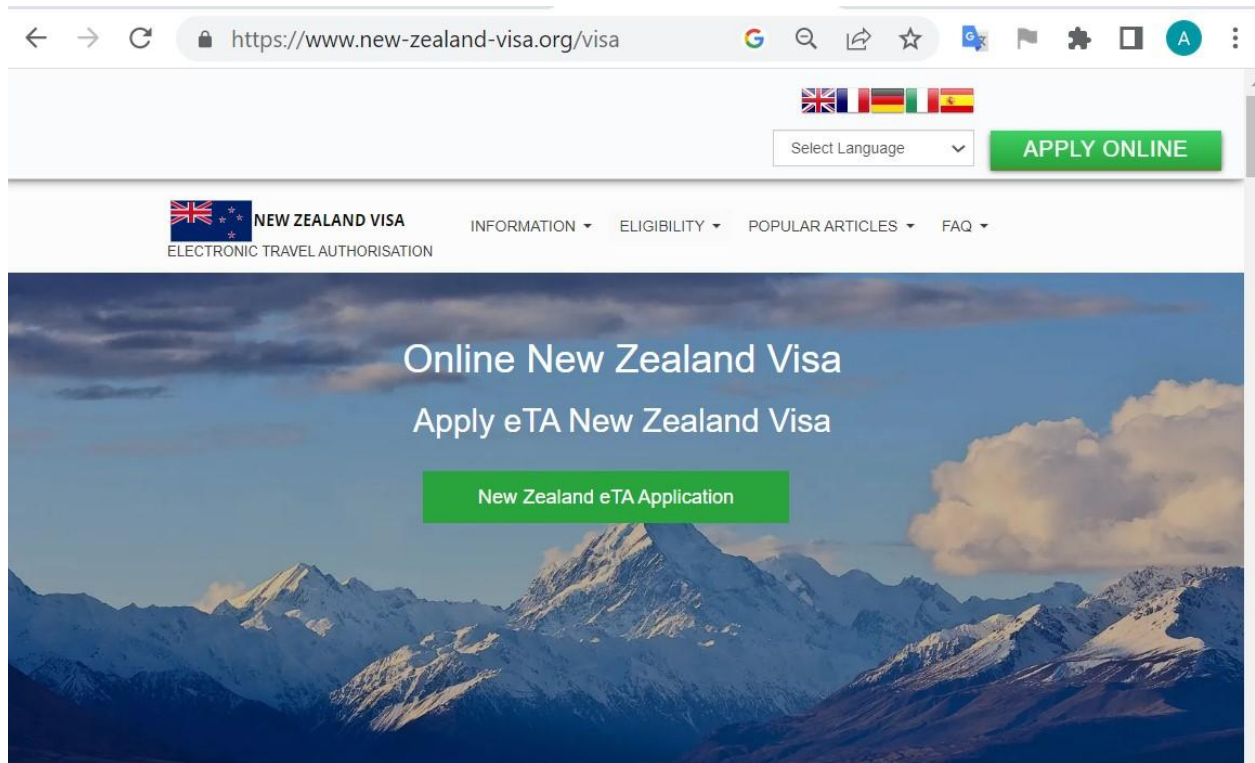 https://www.new-zealand-visa.org/visa
A
Select Language
APPLY ONLINE
NEW ZEALAND VISA
ELECTRONIC TRAVEL AUTHORISATION
INFORMATION ELIGIBILITY POPULAR ARTICLES FAQ
Online New Zealand Visa
Apply eTA New Zealand Visa
New Zealand eTA Application